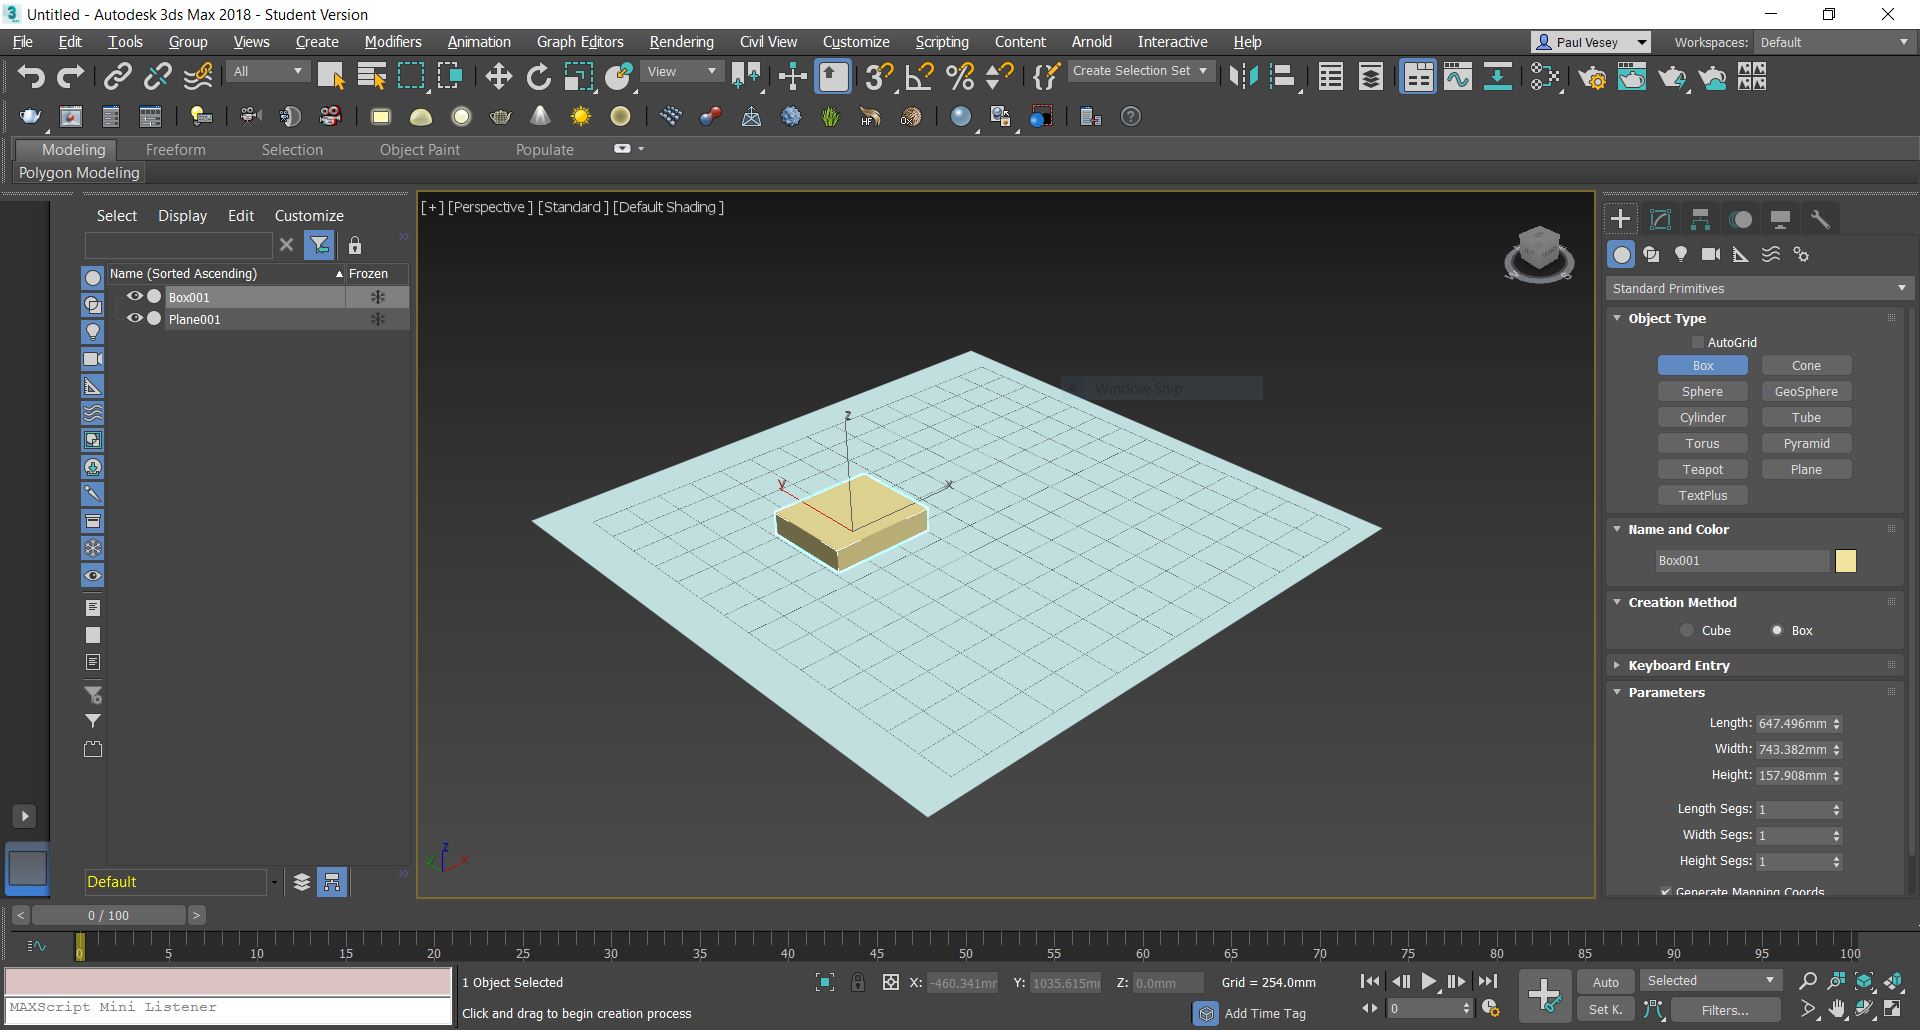 Untitled - Autodesk 3ds Max 2018 - Student Version
File Edit Tools Group Views Create Modifiers Animation Graph Editors Rendering Civil View Customize Scripting Content Arnold Interactive Help Paul Vesey Workspaces: Default
All View Create Selection Set
Modeling Freeform Selection Object Paint Populate
Polygon Modeling
Select Display Edit Customize
Name (Sorted Ascending) Frozen
Box001
Plane001
Default
[+] [Perspective ] [Standard ] [Default Shading ]
Window Snip
z
y
x
z
y
x
Standard Primitives
Object Type
AutoGrid
Box Cone
Sphere GeoSphere
Cylinder Tube
Torus Pyramid
Teapot Plane
TextPlus
Name and Color
Box001
Creation Method
Cube Box
Keyboard Entry
Parameters
Length: 647.496mm
Width: 743.382mm
Height: 157.908mm
Length Segs: 1
Width Segs: 1
Height Segs: 1
Generate Mapping Coords.
< 0 / 100 >
0 5 10 15 20 25 30 35 40 45 50 55 60 65 70 75 80 85 90 95 100
1 Object Selected X: -460.341mm Y: 1035.615mm Z: 0.0mm Grid = 254.0mm Auto Selected
MAXScript Mini Listener
Click and drag to begin creation process Add Time Tag 0 Set K. Filters...